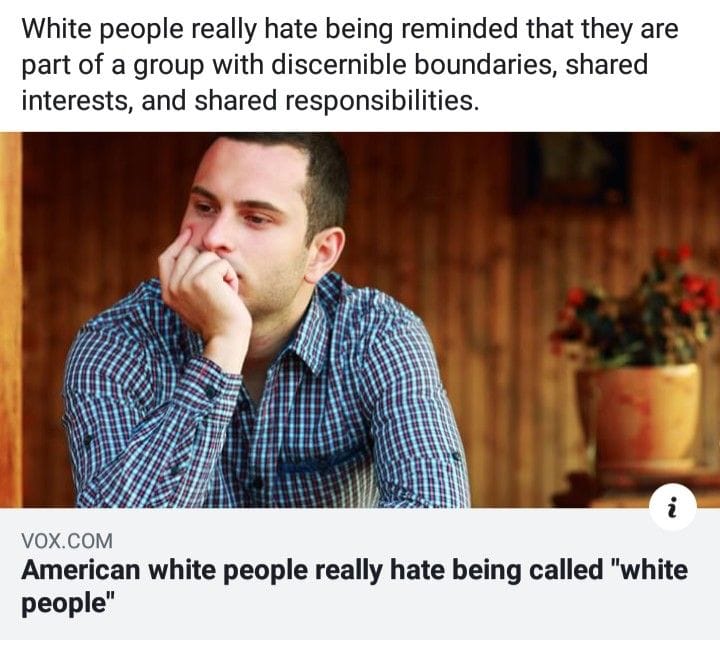 White people really hate being reminded that they are
part of a group with discernible boundaries, shared
interests, and shared responsibilities.
i
VOX.COM
American white people really hate being called "white
people"